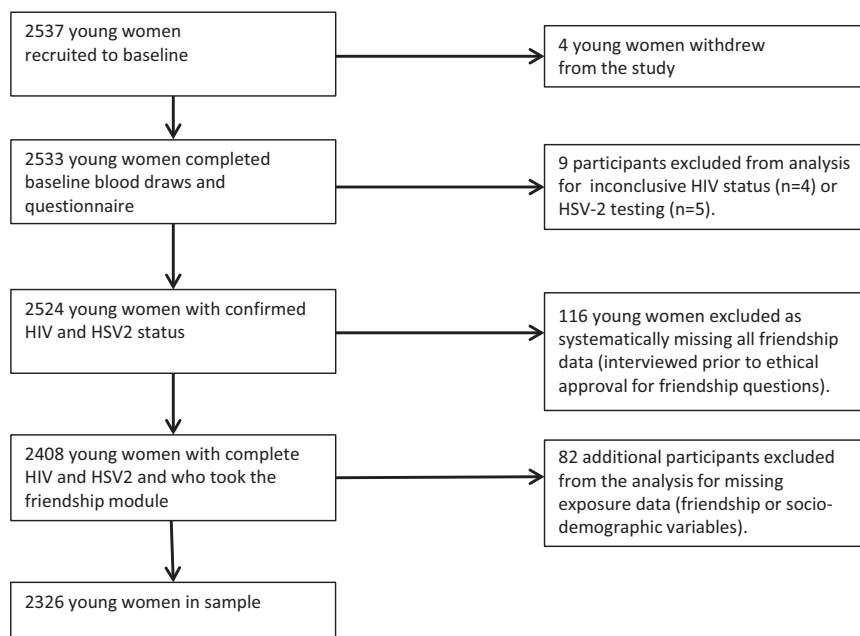 2537 young women
recruited to baseline
4 young women withdrew
from the study
2533 young women completed
baseline blood draws and
questionnaire
9 participants excluded from analysis
for inconclusive HIV status (n=4) or
HSV-2 testing (n=5).
2524 young women with confirmed
HIV and HSV2 status
116 young women excluded as
systematically missing all friendship
data (interviewed prior to ethical
approval for friendship questions).
2408 young women with complete
HIV and HSV2 and who took the
friendship module
82 additional participants excluded
from the analysis for missing
exposure data (friendship or socio-
demographic variables).
2326 young women in sample